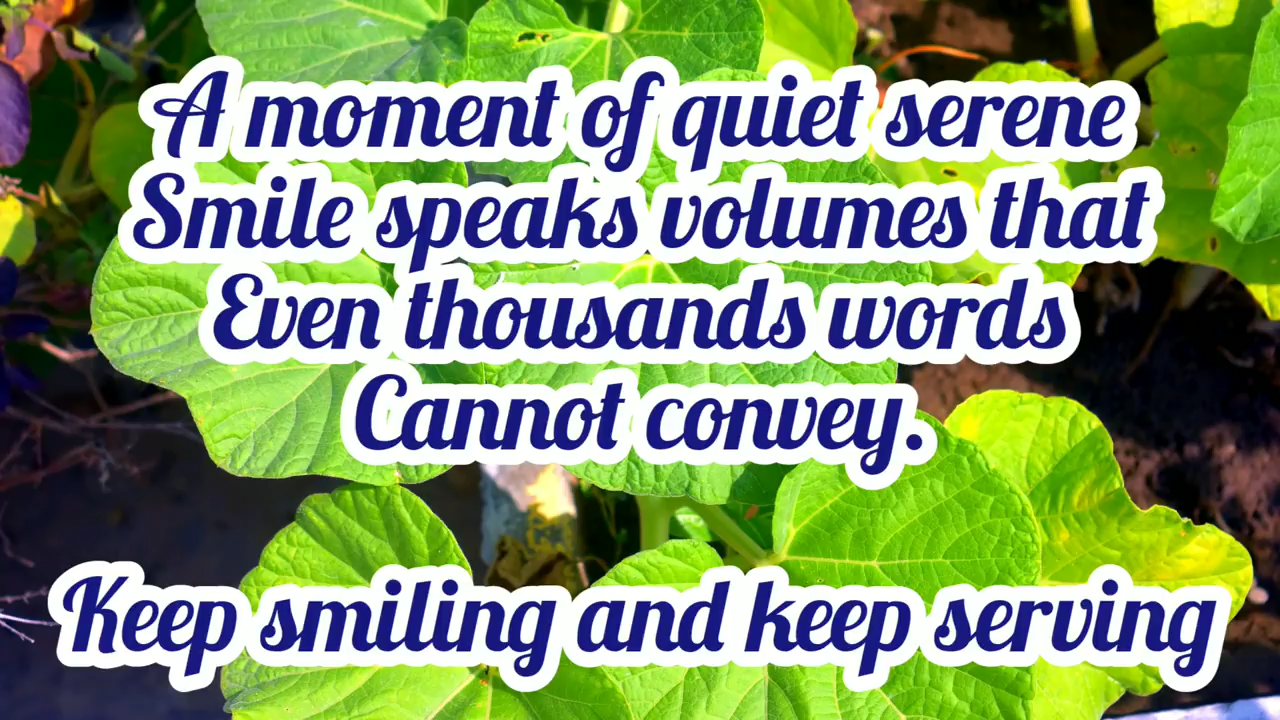 A moment of quiet serene
Smile speaks volumes that
Even thousands words
Cannot convey.
Keep smiling and keep serving